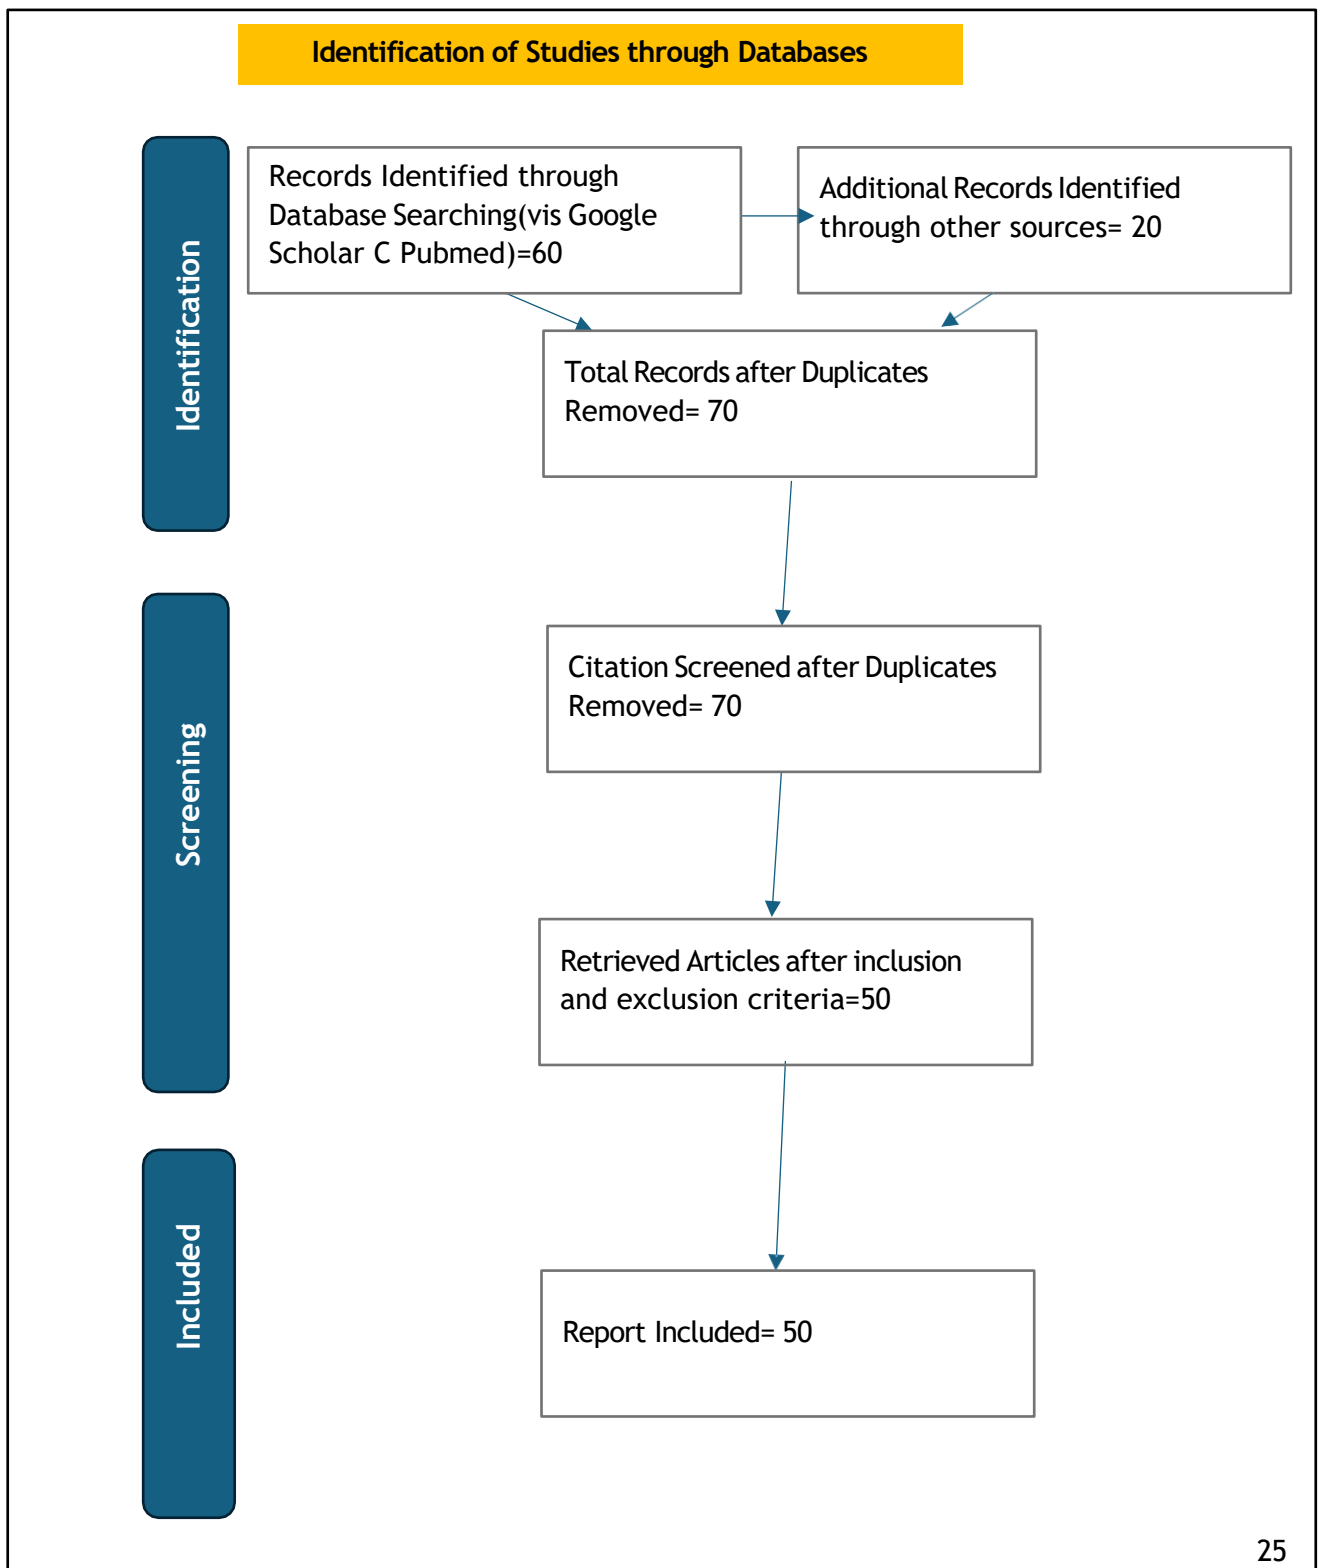 Identification of Studies through Databases
Identification
Records Identified through
Database Searching(vis Google
Scholar C Pubmed)=60
Additional Records Identified
through other sources= 20
Total Records after Duplicates
Removed= 70
Screening
Citation Screened after Duplicates
Removed= 70
Retrieved Articles after inclusion
and exclusion criteria=50
Included
Report Included= 50
25